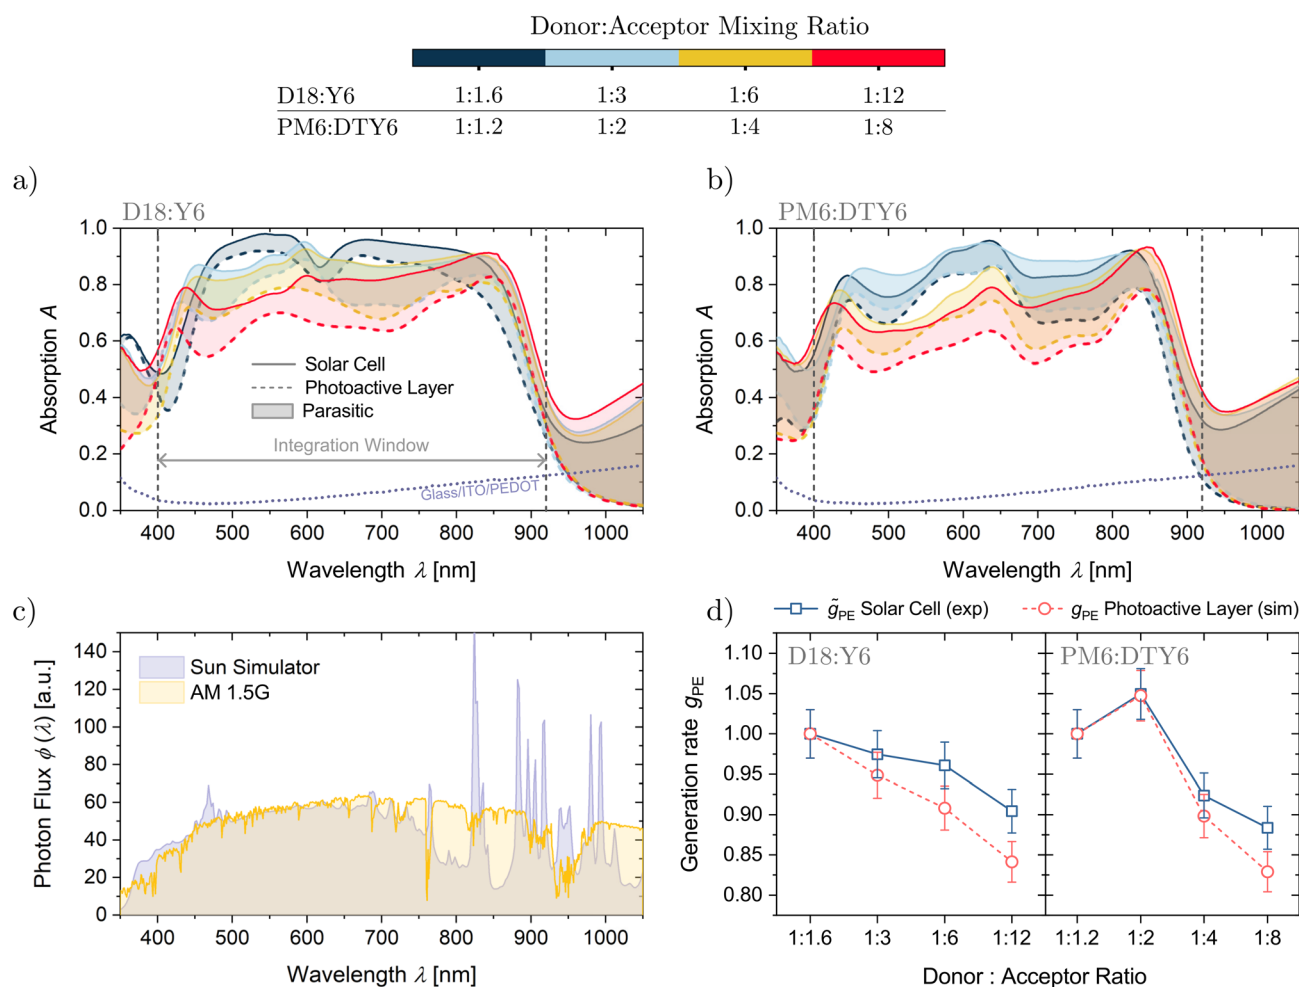 Donor:Acceptor Mixing Ratio
D18:Y6 1:1.6 1:3 1:6 1:12
PM6:DTY6 1:1.2 1:2 1:4 1:8
a)
D18:Y6
1.0
0.8
0.6
0.4
0.2
0.0
Absorption A
Solar Cell
Photoactive Layer
Parasitic
Integration Window
Glass/ITO/PEDOT
400 500 600 700 800 900 1000
Wavelength λ [nm]
b)
PM6:DTY6
1.0
0.8
0.6
0.4
0.2
0.0
Absorption A
400 500 600 700 800 900 1000
Wavelength λ [nm]
c)
140
120
100
80
60
40
20
0
Photon Flux ϕ (λ) [a.u.]
Sun Simulator
AM 1.5G
400 500 600 700 800 900 1000
Wavelength λ [nm]
d)
g̃PE Solar Cell (exp) gPE Photoactive Layer (sim)
D18:Y6 PM6:DTY6
1.10
1.05
1.00
0.95
0.90
0.85
0.80
Generation rate gPE
1:1.6 1:3 1:6 1:12 1:1.2 1:2 1:4 1:8
Donor : Acceptor Ratio